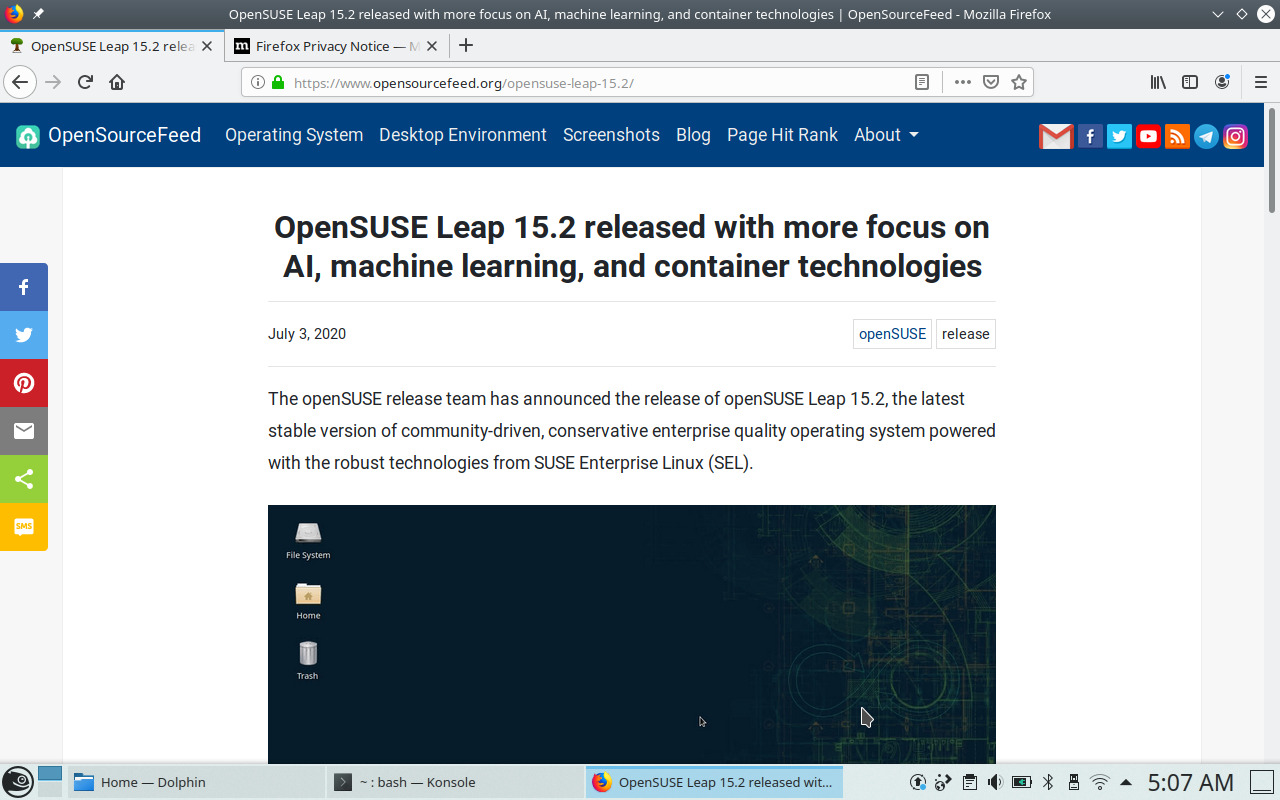 OpenSUSE Leap 15.2 released with more focus on AI, machine learning, and container technologies | OpenSourceFeed - Mozilla Firefox
OpenSUSE Leap 15.2 relea
Firefox Privacy Notice — M
https://www.opensourcefeed.org/opensuse-leap-15.2/
OpenSourceFeed
Operating System
Desktop Environment
Screenshots
Blog
Page Hit Rank
About
OpenSUSE Leap 15.2 released with more focus on
AI, machine learning, and container technologies
July 3, 2020
openSUSE
release
The openSUSE release team has announced the release of openSUSE Leap 15.2, the latest
stable version of community-driven, conservative enterprise quality operating system powered
with the robust technologies from SUSE Enterprise Linux (SEL).
SMS
File System
Home
Trash
Home — Dolphin
~ : bash — Konsole
OpenSUSE Leap 15.2 released wit...
5:07 AM